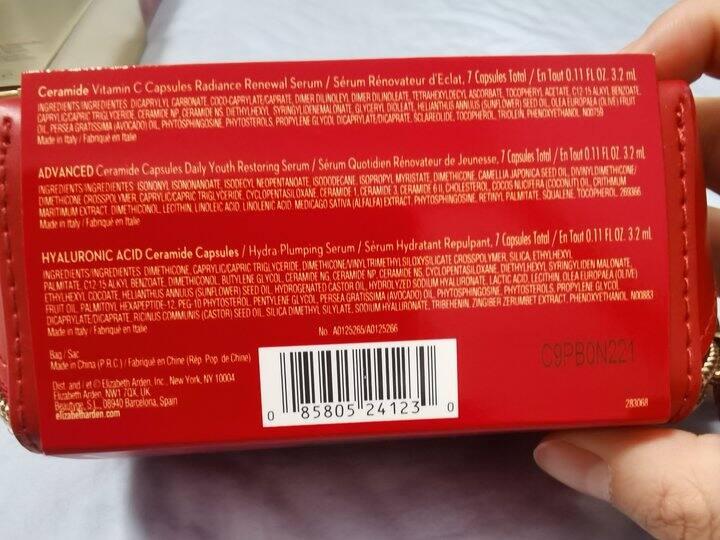 Ceramide Vitamin C Capsules Radiance Renewal Serum / Sérum Rénovateur d'Eclat, 7 Capsules Total / En Tout 0.11 FL OZ. 3.2 mL
INGREDIENTS/INGREDIENTES: DICAPRYLYL CARBONATE, COCO-CAPRYLATE/CAPRATE, DIMER DILINOLEYL DIMER DILINOLEATE, TETRAHEXYLDECYL ASCORBATE, TOCOPHERYL ACETATE, C12-15 ALKYL BENZOATE,
CAPRYLIC/CAPRIC TRIGLYCERIDE, CERAMIDE NP, CERAMIDE NS, DIETHYLHEXYL SYRINGYLIDENEMALONATE, GLYCERYL DIOLEATE, HELIANTHUS ANNUUS (SUNFLOWER) SEED OIL, OLEA EUROPAEA (OLIVE) FRUIT
OIL, PERSEA GRATISSIMA (AVOCADO) OIL, PHYTOSPHINGOSINE, PHYTOSTEROLS, PROPYLENE GLYCOL DICAPRYLATE/DICAPRATE, SCLAREOLIDE, TOCOPHEROL, TRIOLEIN, PHENOXYETHANOL. N00759
Made in Italy / Fabriqué en Italie
ADVANCED Ceramide Capsules Daily Youth Restoring Serum / Sérum Quotidien Rénovateur de Jeunesse, 7 Capsules Total / En Tout 0.11 FL OZ. 3.2 mL
INGREDIENTS/INGREDIENTES: ISONONYL ISONONANOATE, ISODECYL NEOPENTANOATE, ISODODECANE, ISOPROPYL MYRISTATE, DIMETHICONE, CAMELLIA JAPONICA SEED OIL, DIVINYLDIMETHICONE/
DIMETHICONE CROSSPOLYMER, CAPRYLIC/CAPRIC TRIGLYCERIDE, CYCLOPENTASILOXANE, CERAMIDE 1, CERAMIDE 3, CERAMIDE 6 II, CHOLESTEROL, COCOS NUCIFERA (COCONUT) OIL, CRITHMUM
MARITIMUM EXTRACT, DIMETHICONOL, LECITHIN, LINOLEIC ACID, LINOLENIC ACID, MEDICAGO SATIVA (ALFALFA) EXTRACT, PHYTOSPHINGOSINE, RETINYL PALMITATE, SQUALENE, TOCOPHEROL. 269366
Made in Italy / Fabriqué en Italie
HYALURONIC ACID Ceramide Capsules / Hydra-Plumping Serum / Sérum Hydratant Repulpant, 7 Capsules Total / En Tout 0.11 FL OZ. 3.2 mL
INGREDIENTS/INGREDIENTES: DIMETHICONE, CAPRYLIC/CAPRIC TRIGLYCERIDE, DIMETHICONE/VINYLTRIMETHYLSILOXYSILICATE CROSSPOLYMER, SILICA, ETHYLHEXYL
PALMITATE, C12-15 ALKYL BENZOATE, DIMETHICONOL, BUTYLENE GLYCOL, CERAMIDE NG, CERAMIDE NP, CERAMIDE NS, CYCLOPENTASILOXANE, DIETHYLHEXYL SYRINGYLIDEN MALONATE,
ETHYLHEXYL COCOATE, HELIANTHUS ANNUUS (SUNFLOWER) SEED OIL, HYDROGENATED CASTOR OIL, HYDROLYZED SODIUM HYALURONATE, LACTIC ACID, LECITHIN, OLEA EUROPAEA (OLIVE)
FRUIT OIL, PALMITOYL HEXAPEPTIDE-12, PEG-10 PHYTOSTEROL, PENTYLENE GLYCOL, PERSEA GRATISSIMA (AVOCADO) OIL, PHYTOSPHINGOSINE, PHYTOSTEROLS, PROPYLENE GLYCOL
DICAPRYLATE/DICAPRATE, RICINUS COMMUNIS (CASTOR) SEED OIL, SILICA DIMETHYL SILYLATE, SODIUM HYALURONATE, TRIBEHENIN, ZINGIBER ZERUMBET EXTRACT, PHENOXYETHANOL. N00883
Made in Italy / Fabriqué en Italie
No. A0125265/A0125266
Bag / Sac
Made in China (P.R.C.) / Fabriqué en Chine (Rép. Pop. de Chine)
C9PB0N221
Dist. and / et © Elizabeth Arden, Inc., New York, NY 10004
Elizabeth Arden, NW1 7QX, UK
Beautyge, S.L., 08940 Barcelona, Spain
elizabetharden.com
0 85805 24123 0
283068